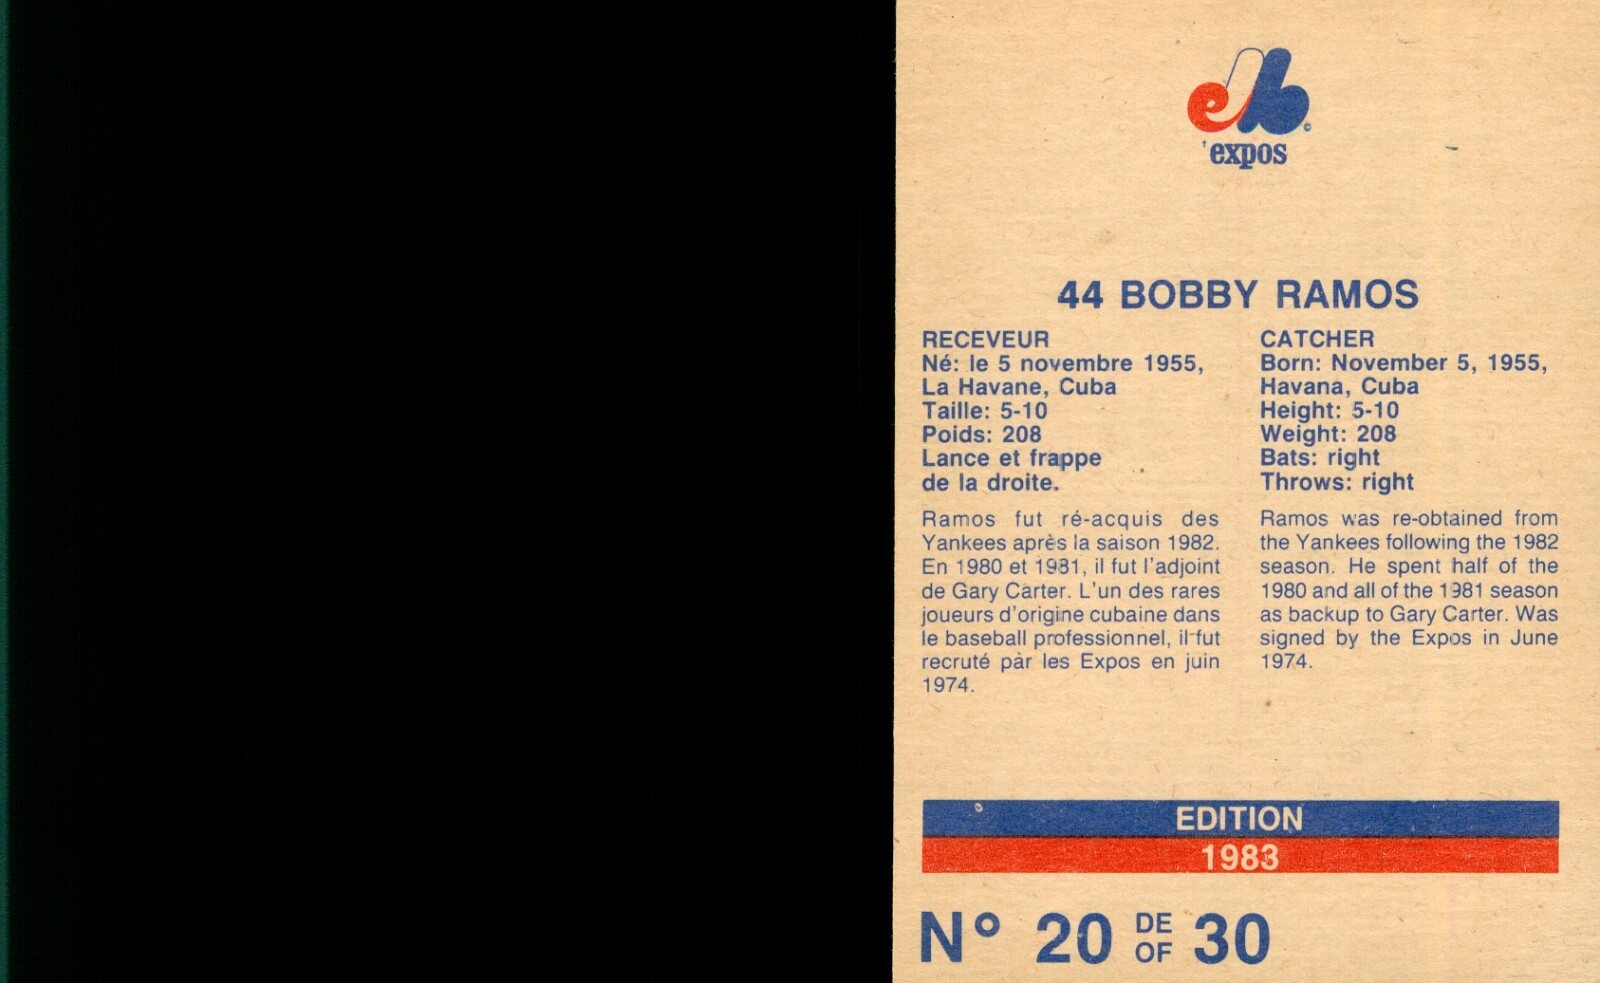 expos
44 BOBBY RAMOS
RECEVEUR
Né: le 5 novembre 1955,
La Havane, Cuba
Taille: 5-10
Poids: 208
Lance et frappe
de la droite.
Ramos fut ré-acquis des
Yankees après la saison 1982.
En 1980 et 1981, il fut l'adjoint
de Gary Carter. L'un des rares
joueurs d'origine cubaine dans
le baseball professionnel, il fut
recruté par les Expos en juin
1974.
CATCHER
Born: November 5, 1955,
Havana, Cuba
Height: 5-10
Weight: 208
Bats: right
Throws: right
Ramos was re-obtained from
the Yankees following the 1982
season. He spent half of the
1980 and all of the 1981 season
as backup to Gary Carter. Was
signed by the Expos in June
1974.
EDITION
1983
N° 20 DE OF 30